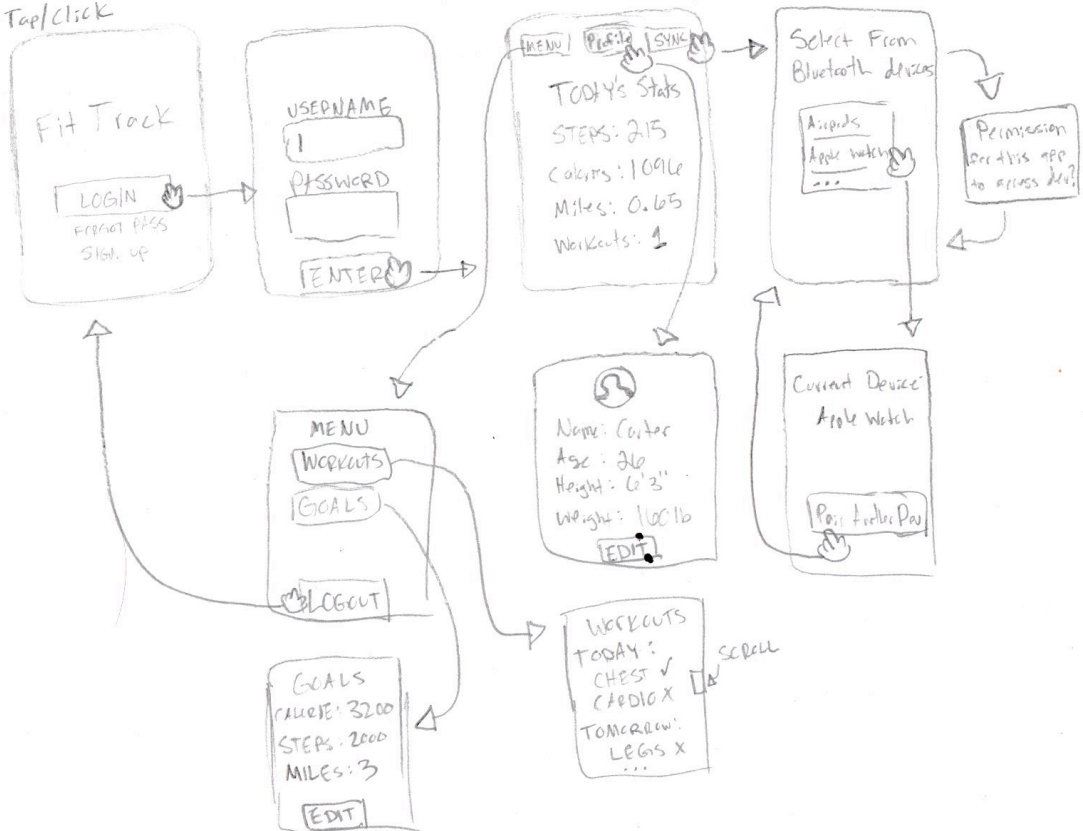 Tap/Click
Fit Track
LOGIN
FORGOT PASS
SIGN UP
USERNAME
PASSWORD
ENTER
MENU
Profile
SYNC
TODAY's Stats
STEPS: 215
Calories: 1096
Miles: 0.65
Workouts: 1
Select From
Bluetooth devices
Airpods
Apple Watch
...
Permission
for this app
to access dev?
Current Device:
Apple Watch
Pair Dev
Name: Carter
Age: 26
Height: 6'3"
Weight: 160 lb
EDIT
MENU
WORKOUTS
GOALS
LOGOUT
WORKOUTS
TODAY:
CHEST ✓
CARDIO X
TOMORROW:
LEGS X
...
SCROLL
GOALS
CALORIE: 3200
STEPS: 2000
MILES: 3
EDIT